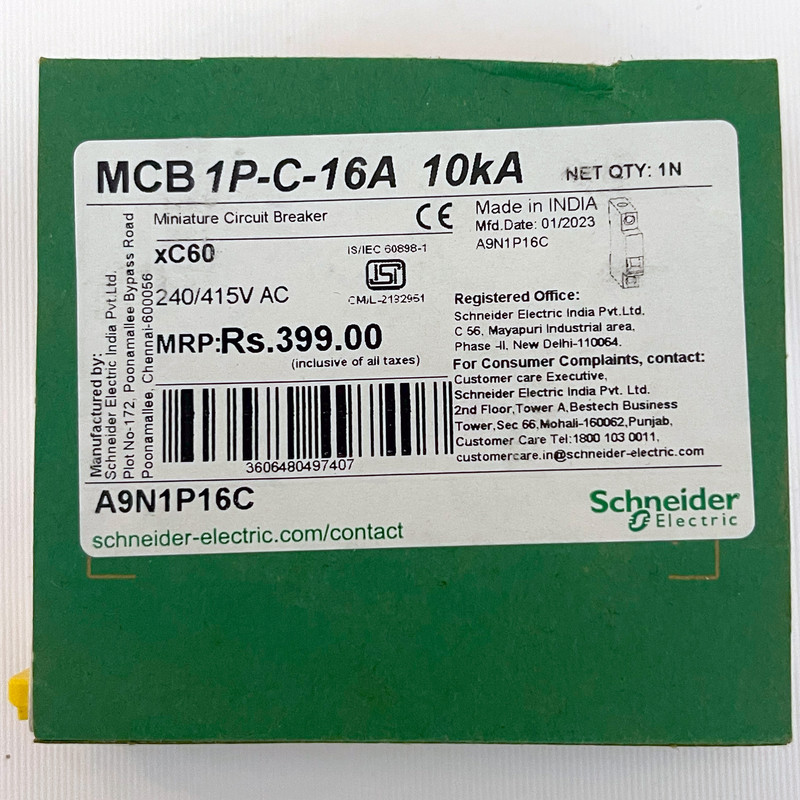 MCB 1P-C-16A 10kA NET QTY: 1N
Miniature Circuit Breaker
CE
Made in INDIA
Mfd.Date: 01/2023
A9N1P16C
xC60
IS/IEC 60898-1
ISI
240/415V AC
CM/L-2192951
MRP:Rs.399.00
(inclusive of all taxes)
3606480497407
Manufactured by:
Schneider Electric India Pvt.Ltd.
Plot No-172, Poonamallee Bypass Road
Poonamallee, Chennai-600056
Registered Office:
Schneider Electric India Pvt.Ltd.
C 56, Mayapuri Industrial area,
Phase -II, New Delhi-110064.
For Consumer Complaints, contact:
Customer care Executive,
Schneider Electric India Pvt. Ltd.
2nd Floor,Tower A,Bestech Business
Tower,Sec 66,Mohali-160062,Punjab,
Customer Care Tel:1800 103 0011,
customercare.in@schneider-electric.com
A9N1P16C
schneider-electric.com/contact
Schneider
Electric